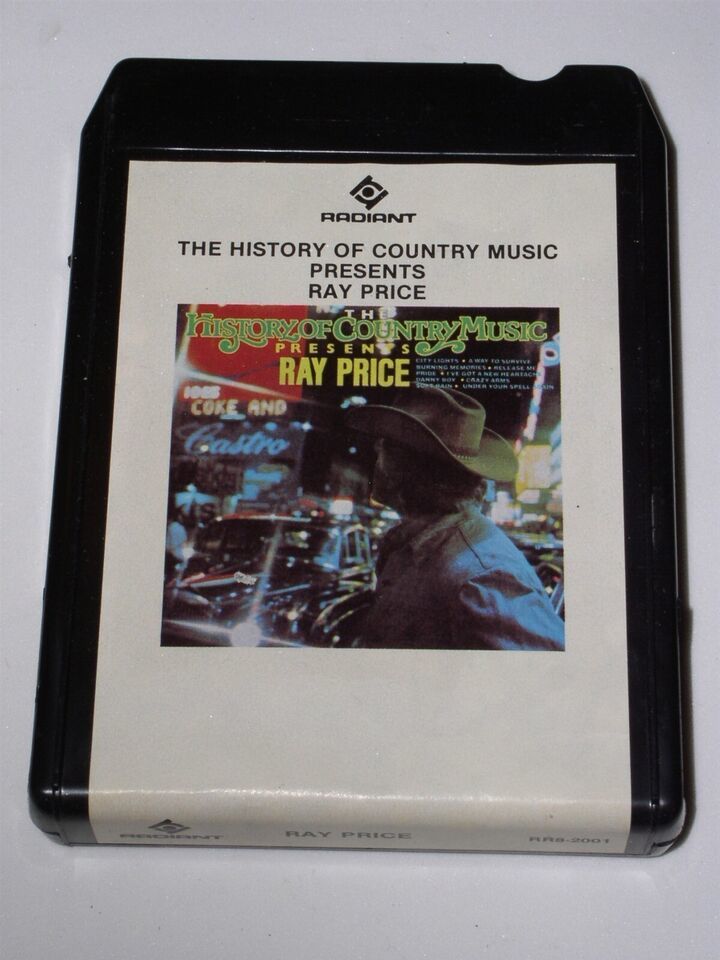 RADIANT
THE HISTORY OF COUNTRY MUSIC
PRESENTS
RAY PRICE
THE
HISTORY OF COUNTRY MUSIC
PRESENTS
RAY PRICE
CITY LIGHTS • A WAY TO SURVIVE
BURNING MEMORIES • RELEASE ME
PRIDE • I'VE GOT A NEW HEARTACHE
DANNY BOY • CRAZY ARMS
SOFT RAIN • UNDER YOUR SPELL AGAIN
COKE AND
Castro
RADIANT RAY PRICE RR8-2001